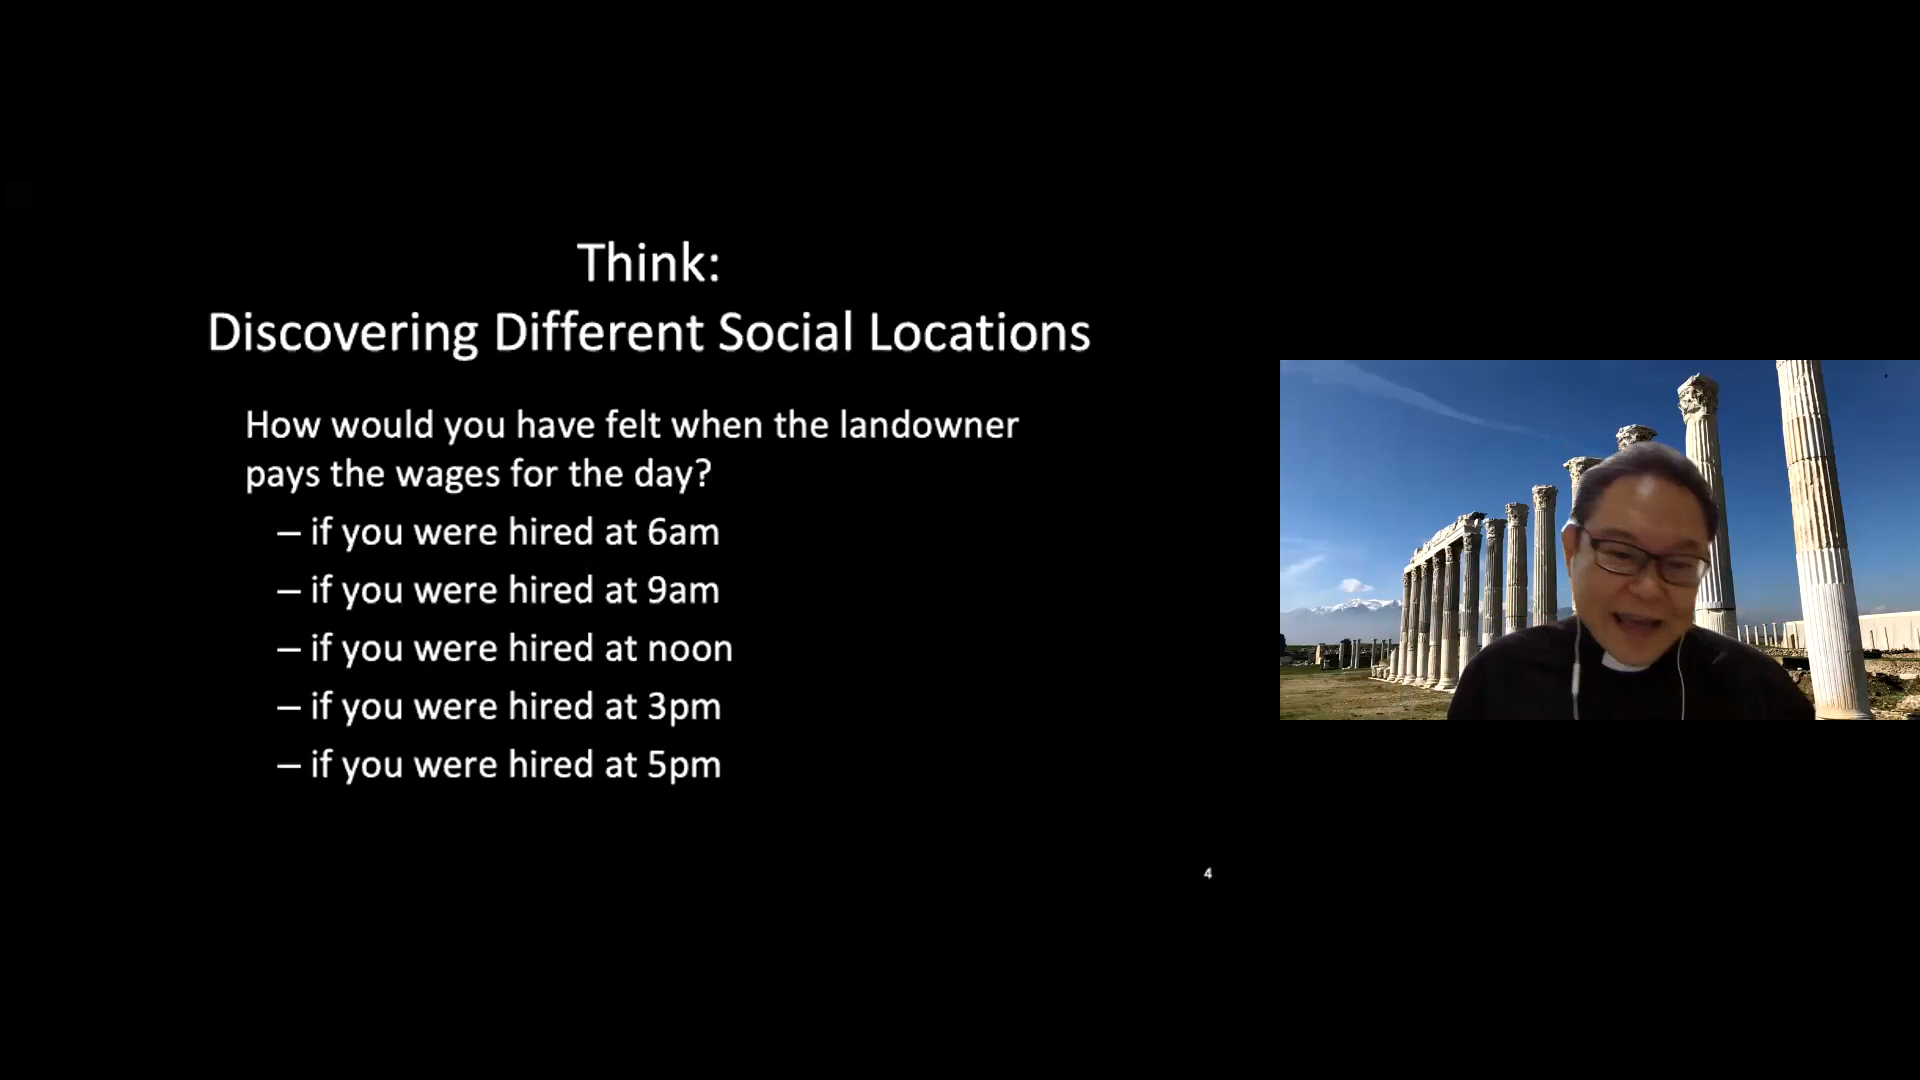 Think:
Discovering Different Social Locations
How would you have felt when the landowner
pays the wages for the day?
– if you were hired at 6am
– if you were hired at 9am
– if you were hired at noon
– if you were hired at 3pm
– if you were hired at 5pm
4